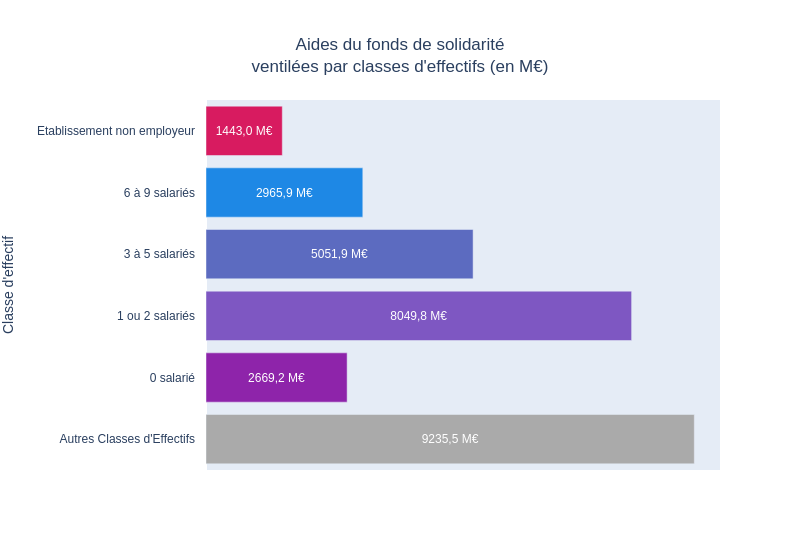 Aides du fonds de solidarité
ventilées par classes d'effectifs (en M€)
Classe d'effectif
Etablissement non employeur
1443,0 M€
6 à 9 salariés
2965,9 M€
3 à 5 salariés
5051,9 M€
1 ou 2 salariés
8049,8 M€
0 salarié
2669,2 M€
Autres Classes d'Effectifs
9235,5 M€